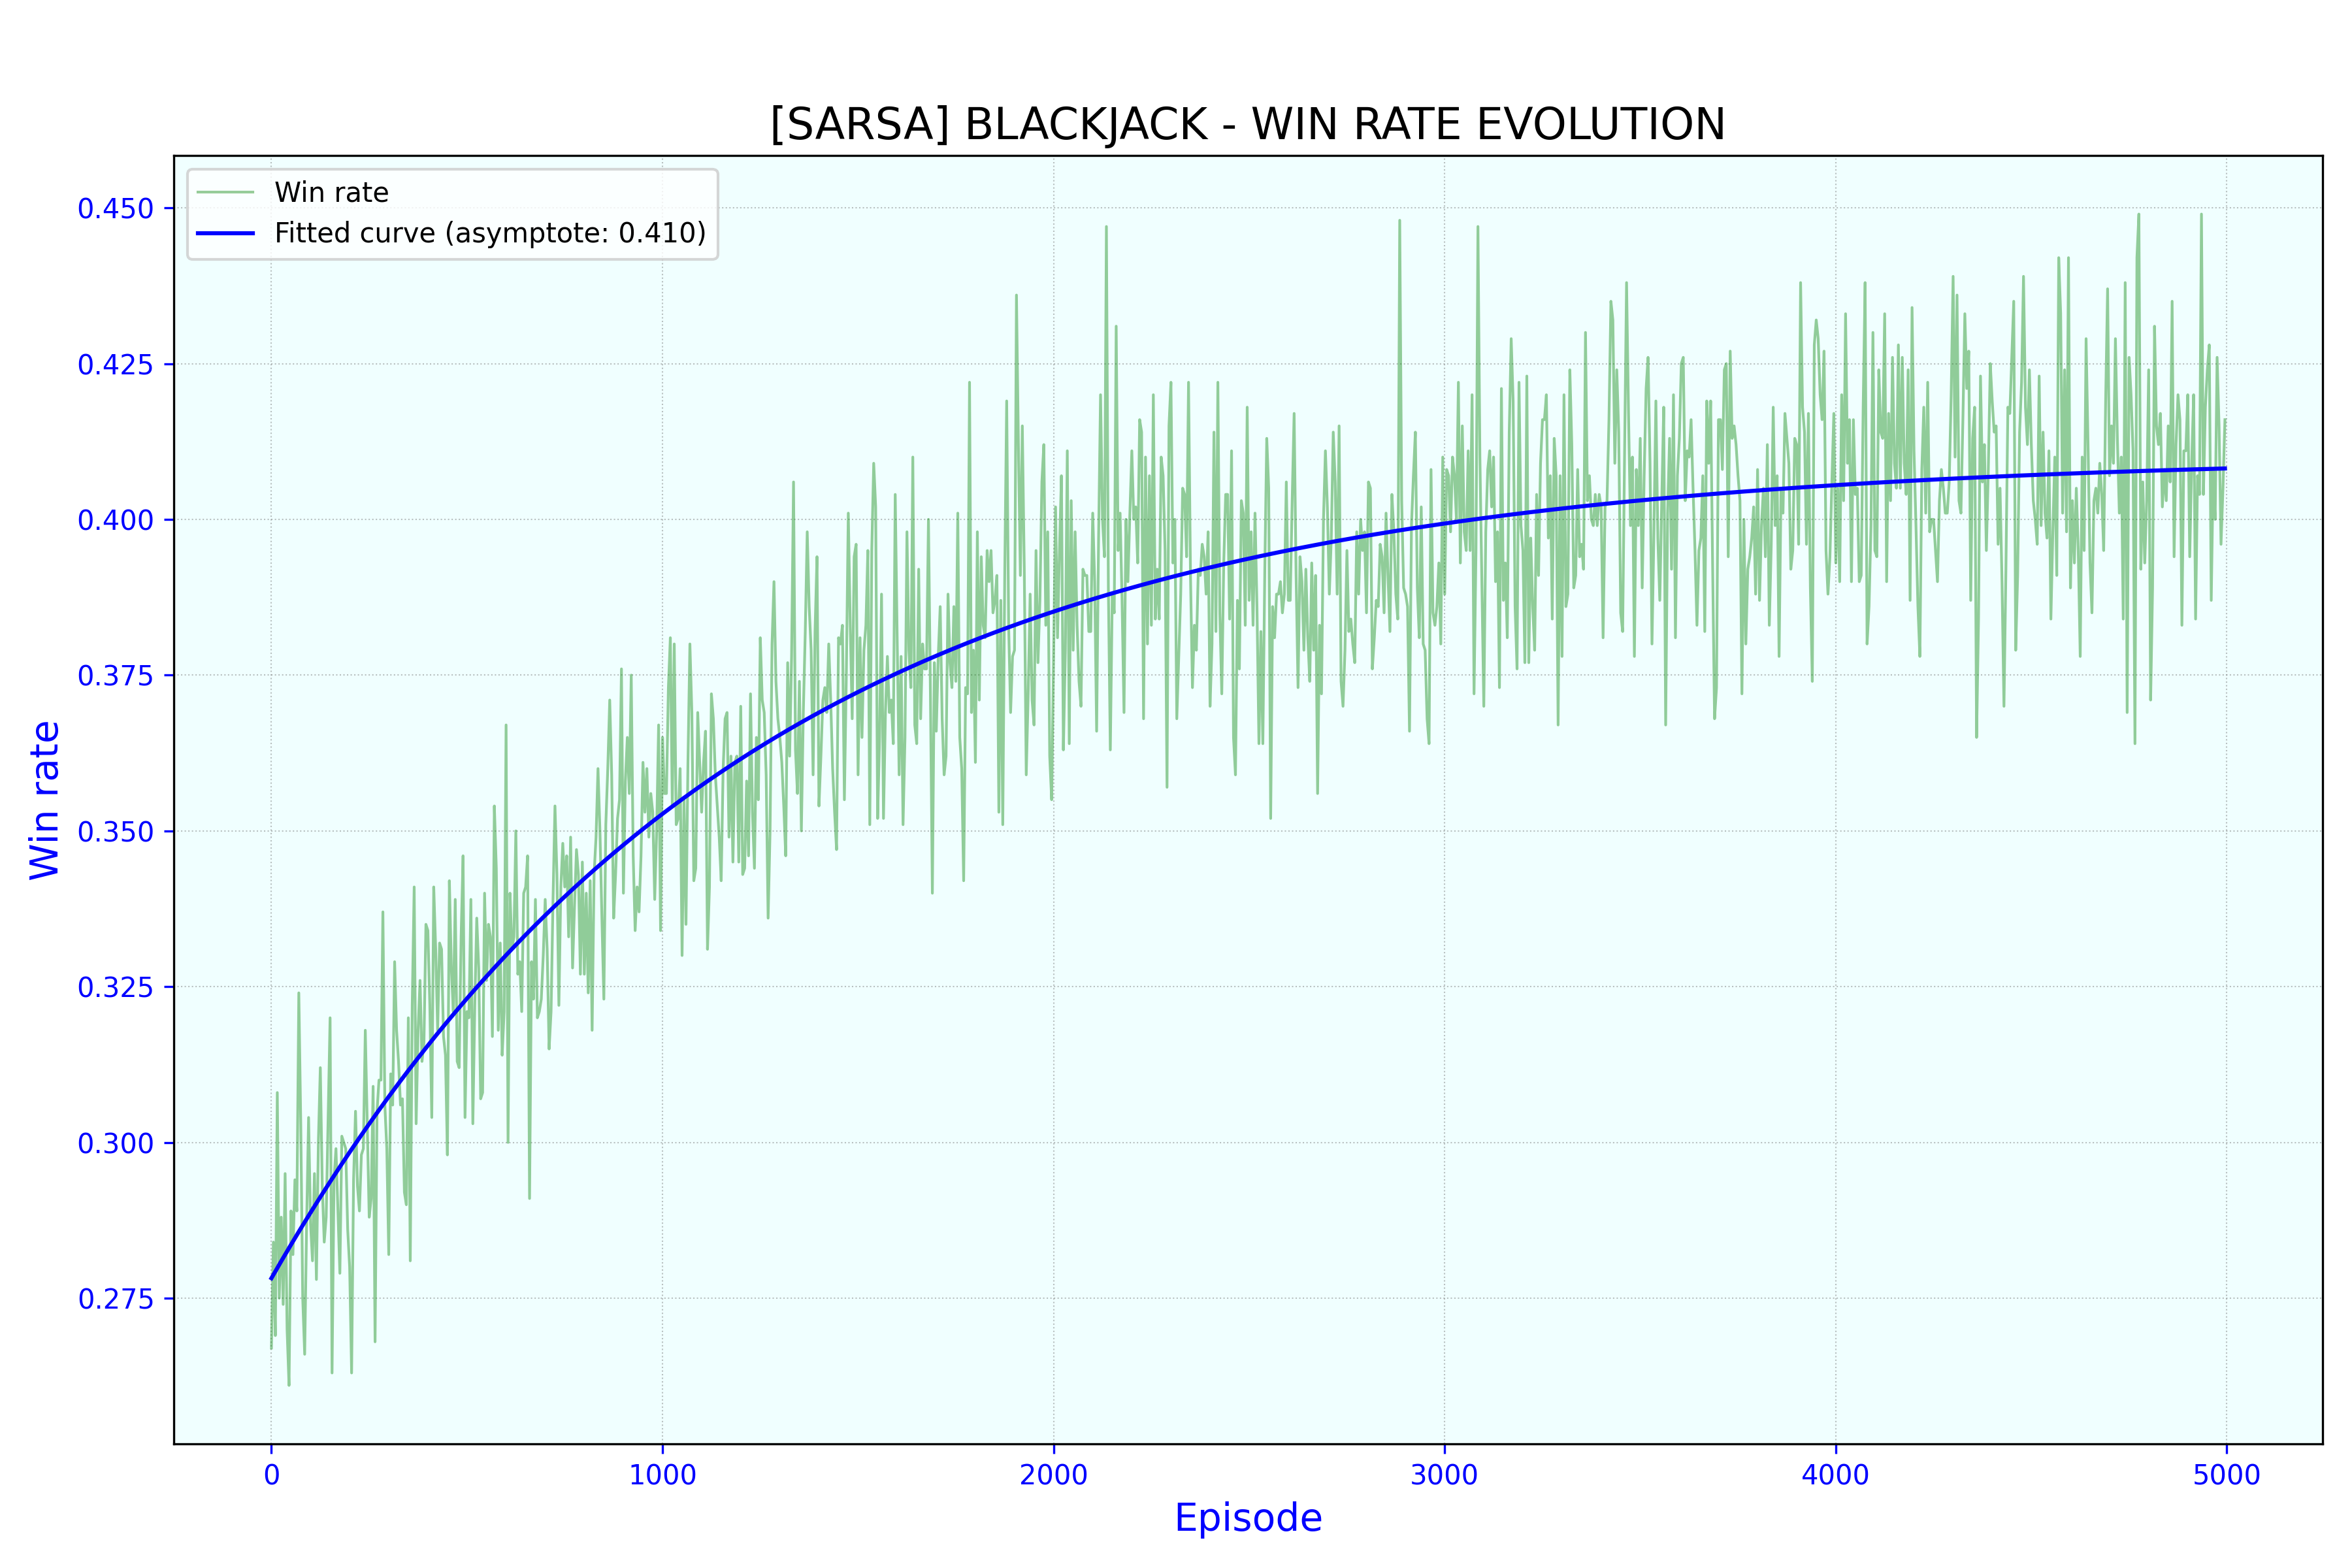 [SARSA] BLACKJACK - WIN RATE EVOLUTION
Win rate
Fitted curve (asymptote: 0.410)
0.450
0.425
0.400
0.375
0.350
0.325
0.300
0.275
Win rate
0 1000 2000 3000 4000 5000
Episode